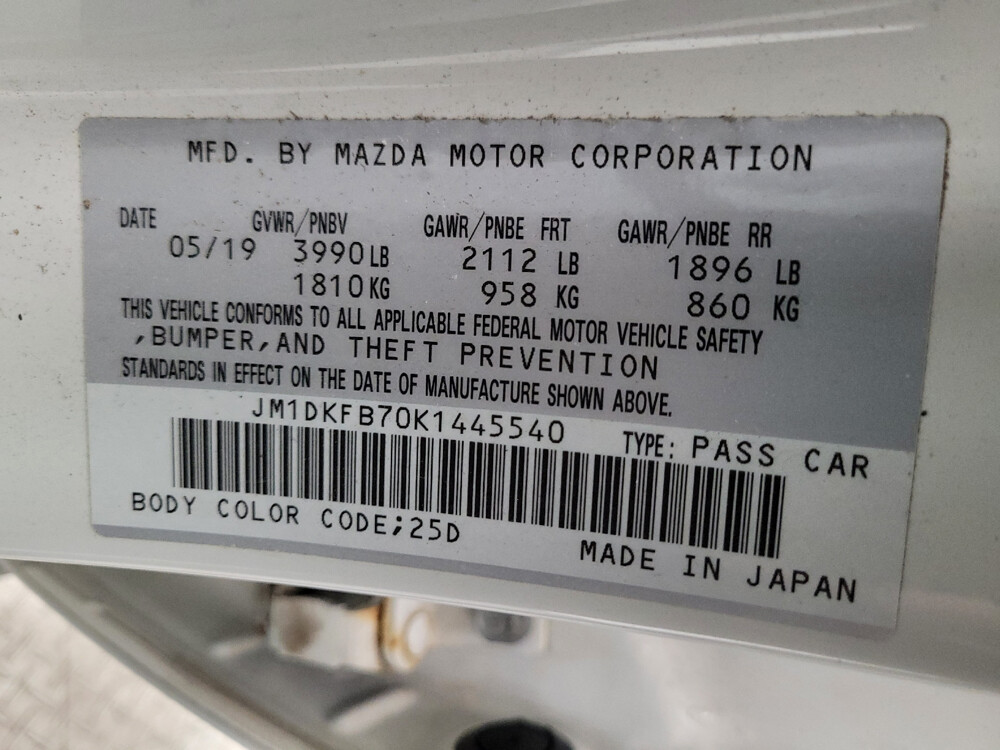 MFD. BY MAZDA MOTOR CORPORATION
DATE GVWR/PNBV GAWR/PNBE FRT GAWR/PNBE RR
05/19 3990LB 2112 LB 1896 LB
1810KG 958 KG 860 KG
THIS VEHICLE CONFORMS TO ALL APPLICABLE FEDERAL MOTOR VEHICLE SAFETY
,BUMPER,AND THEFT PREVENTION
STANDARDS IN EFFECT ON THE DATE OF MANUFACTURE SHOWN ABOVE.
JM1DKFB70K1445540 TYPE: PASS CAR
BODY COLOR CODE;25D
MADE IN JAPAN